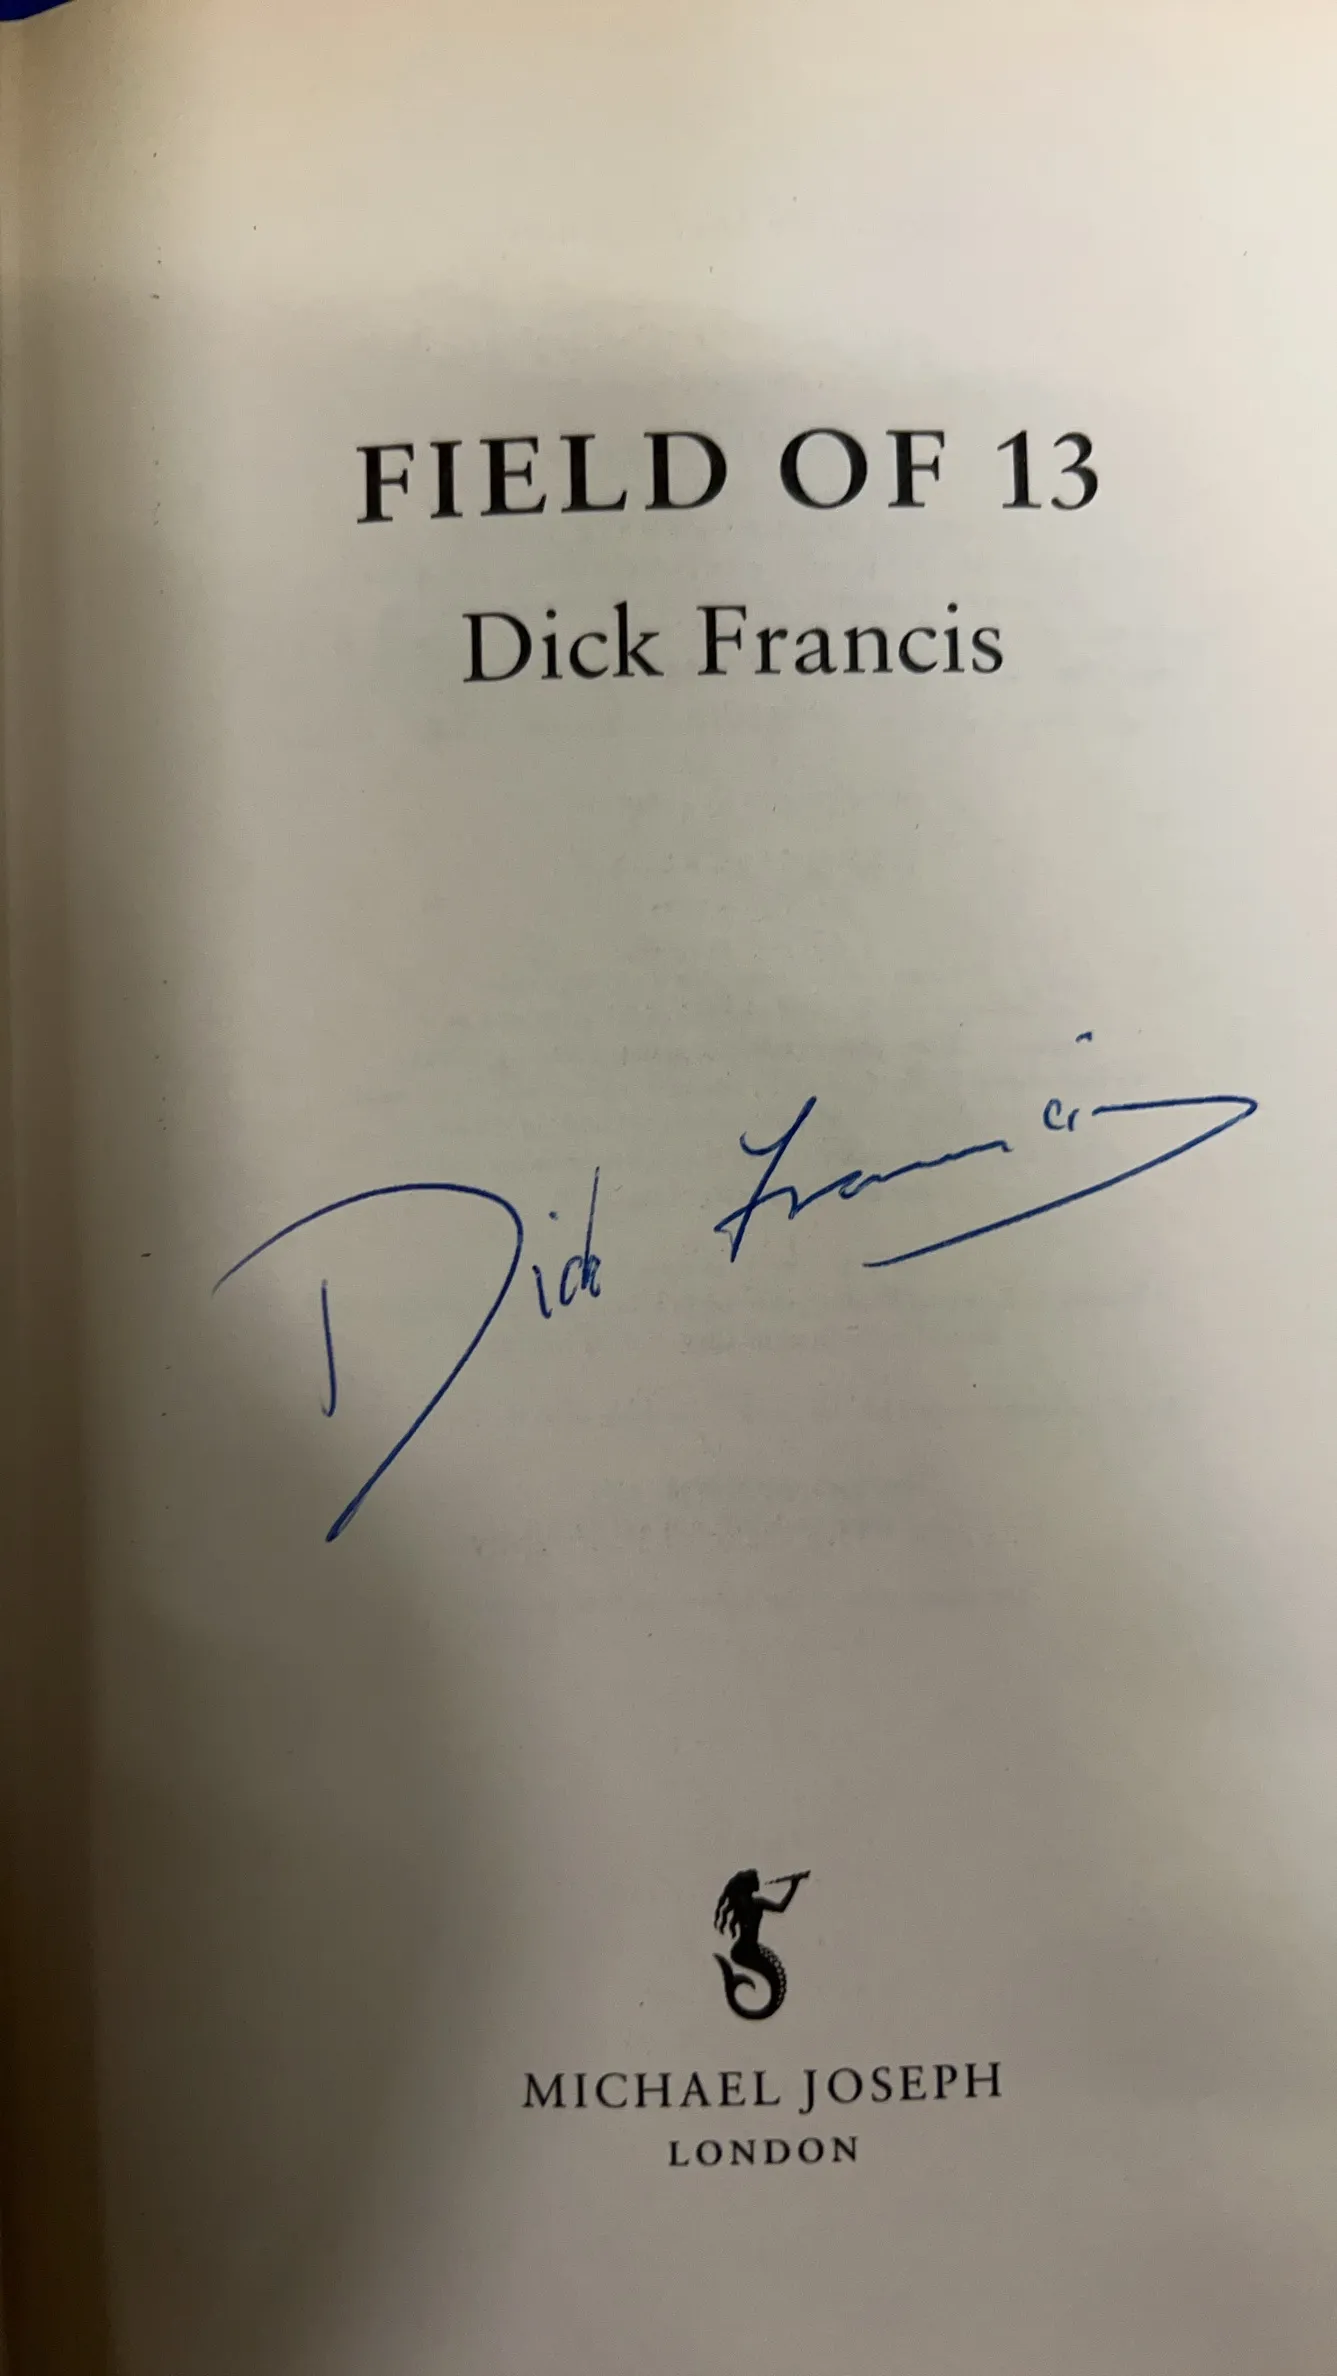 FIELD OF 13
Dick Francis
Dick Francis
MICHAEL JOSEPH
LONDON